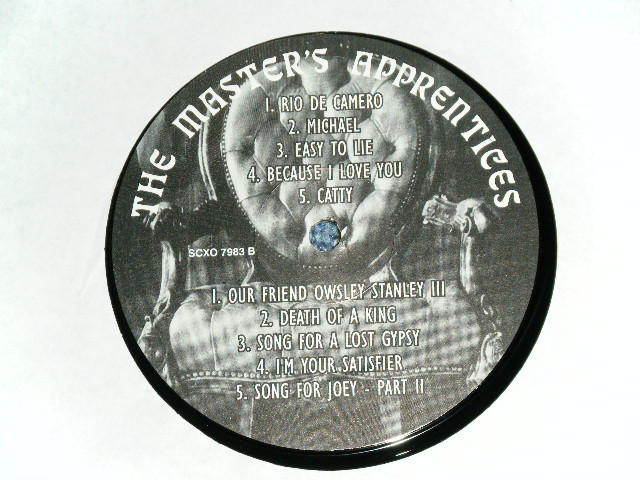 THE MASTER'S APPRENTICES
1. RIO DE CAMERO
2. MICHAEL
3. EASY TO LIE
4. BECAUSE I LOVE YOU
5. CATTY
SCXO 7983 B
1. OUR FRIEND OWSLEY STANLEY III
2. DEATH OF A KING
3. SONG FOR A LOST GYPSY
4. I'M YOUR SATISFIER
5. SONG FOR JOEY - PART II